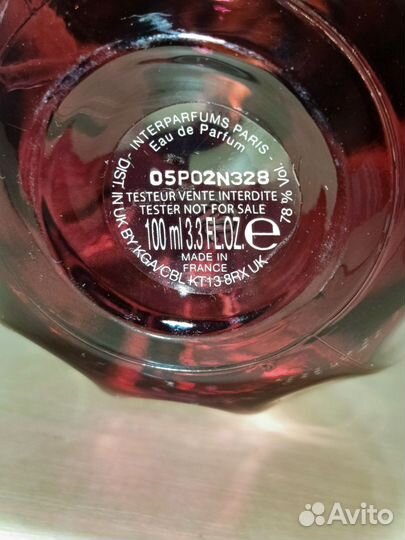 - INTERPARFUMS PARIS -
Eau de Parfum
05P02N328
TESTEUR VENTE INTERDITE
TESTER NOT FOR SALE
100 ml 3.3 FL.OZ. e
MADE IN
FRANCE
78 % Vol.
DIST. IN UK BY KGA/CBL KT13 8RX UK
Avito